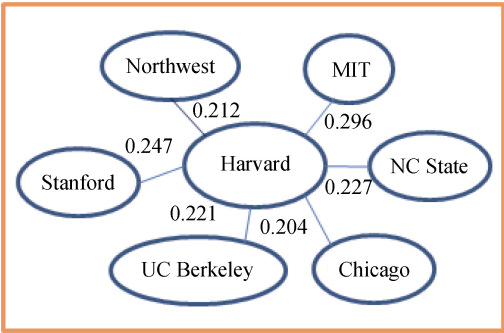 Northwest
MIT
0.212
0.296
0.247
Harvard
NC State
Stanford
0.227
0.221
0.204
UC Berkeley
Chicago